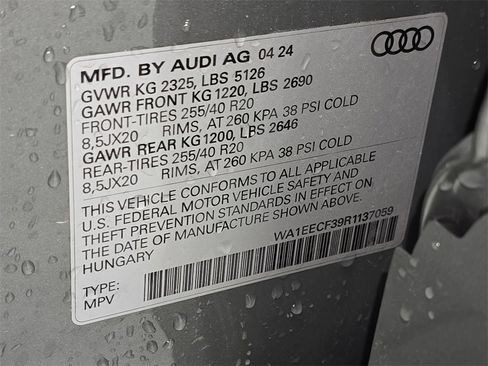 MFD. BY AUDI AG 04 24
GVWR KG 2325, LBS 5126
GAWR FRONT KG 1220, LBS 2690
FRONT-TIRES 255/40 R20
8,5JX20 RIMS, AT 260 KPA 38 PSI COLD
GAWR REAR KG 1200, LBS 2646
REAR-TIRES 255/40 R20
8,5JX20 RIMS, AT 260 KPA 38 PSI COLD
THIS VEHICLE CONFORMS TO ALL APPLICABLE
U.S. FEDERAL MOTOR VEHICLE SAFETY AND
THEFT PREVENTION STANDARDS IN EFFECT ON
THE DATE OF MANUFACTURE SHOWN ABOVE.
HUNGARY
WA1EECF39R1137059
TYPE:
MPV